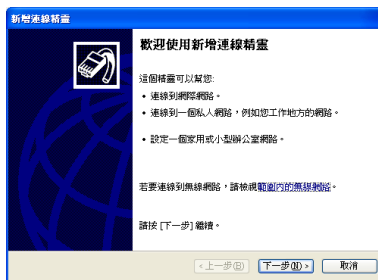 新增連線精靈
歡迎使用新增連線精靈
這個精靈可以幫您:
• 連線到網際網路。
• 連線到一個私人網路，例如您工作地方的網路。
• 設定一個家用或小型辦公室網路。
若要連線到無線網路，請檢視範圍內的無線網路。
請按 [下一步] 繼續。
<上一步(B) 下一步(N)> 取消